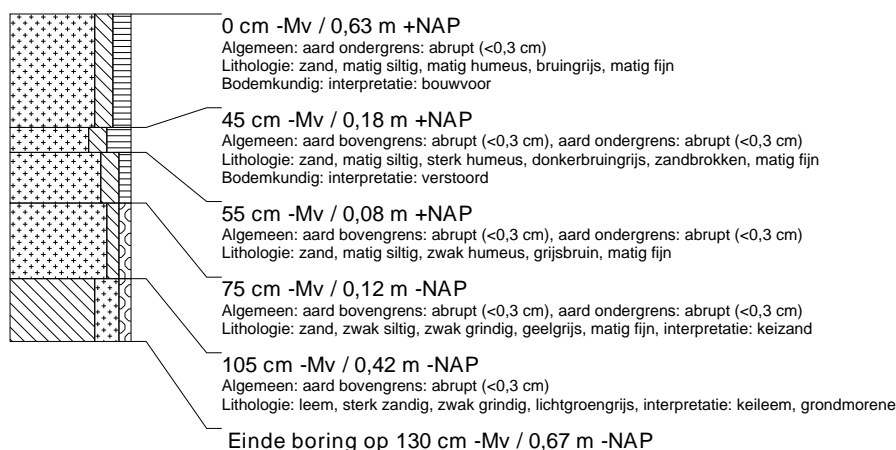 0 cm -Mv / 0,63 m +NAP
Algemeen: aard ondergrens: abrupt (<0,3 cm)
Lithologie: zand, matig siltig, matig humeus, bruingrijs, matig fijn
Bodemkundig: interpretatie: bouwvoor
45 cm -Mv / 0,18 m +NAP
Algemeen: aard bovengrens: abrupt (<0,3 cm), aard ondergrens: abrupt (<0,3 cm)
Lithologie: zand, matig siltig, sterk humeus, donkerbruingrijs, zandbrokken, matig fijn
Bodemkundig: interpretatie: verstoord
55 cm -Mv / 0,08 m +NAP
Algemeen: aard bovengrens: abrupt (<0,3 cm), aard ondergrens: abrupt (<0,3 cm)
Lithologie: zand, matig siltig, zwak humeus, grijsbruin, matig fijn
75 cm -Mv / 0,12 m -NAP
Algemeen: aard bovengrens: abrupt (<0,3 cm), aard ondergrens: abrupt (<0,3 cm)
Lithologie: zand, zwak siltig, zwak grindig, geelgrijs, matig fijn, interpretatie: keizand
105 cm -Mv / 0,42 m -NAP
Algemeen: aard bovengrens: abrupt (<0,3 cm)
Lithologie: leem, sterk zandig, zwak grindig, lichtgroengrijs, interpretatie: keileem, grondmorene
Einde boring op 130 cm -Mv / 0,67 m -NAP